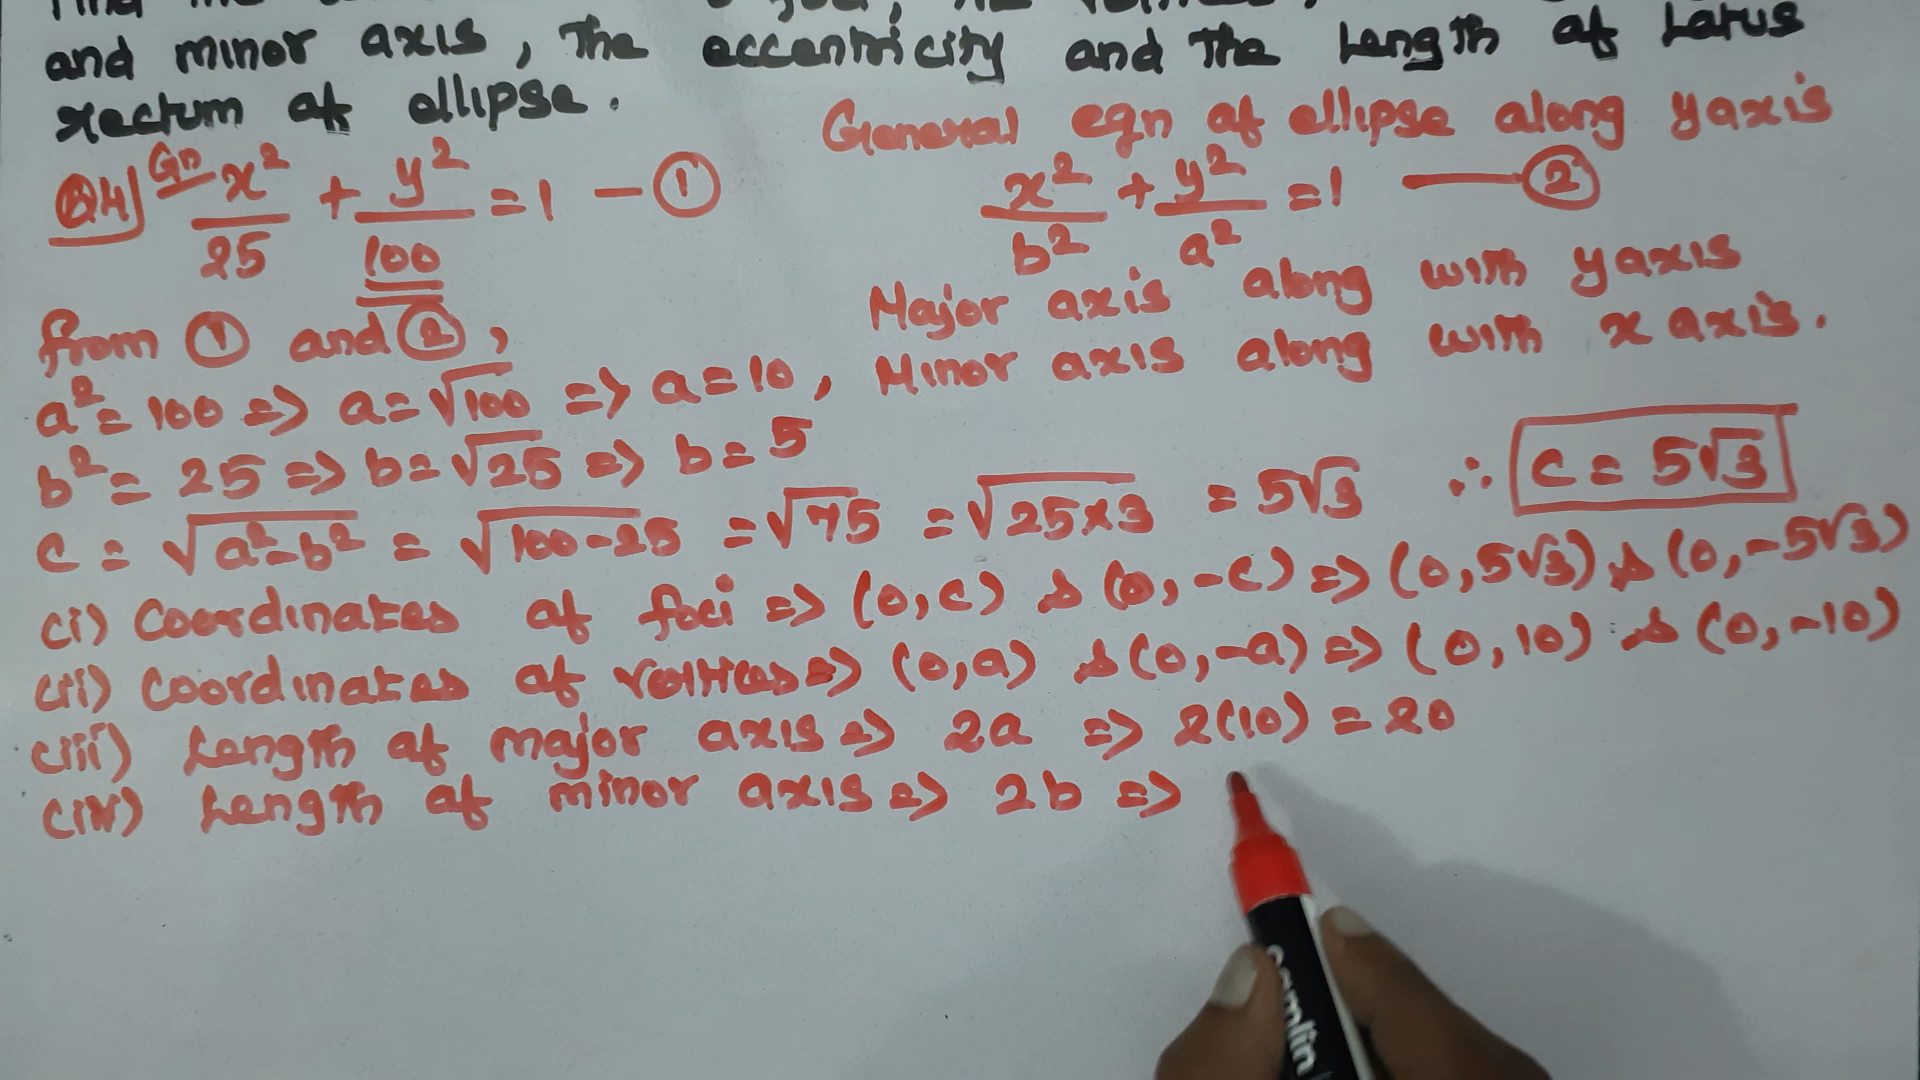 and minor axis, The eccentricity and The Length of Latus
rectum of ellipse.
General eqn of ellipse along y axis
Q4) Gn x²/25 + y²/100 = 1 — ①
x²/b² + y²/a² = 1 — ②
Major axis along with y axis
Minor axis along with x axis.
from ① and ②,
a² = 100 => a = √100 => a = 10,
b² = 25 => b = √25 => b = 5
c = √a²-b² = √100-25 = √75 = √25×3 = 5√3 ∴ c = 5√3
(i) Coordinates of foci => (0,c) & (0,-c) => (0,5√3) & (0,-5√3)
(ii) Coordinates of vertices => (0,a) & (0,-a) => (0,10) & (0,-10)
(iii) Length of major axis => 2a => 2(10) = 20
(iv) Length of minor axis => 2b =>
camlin